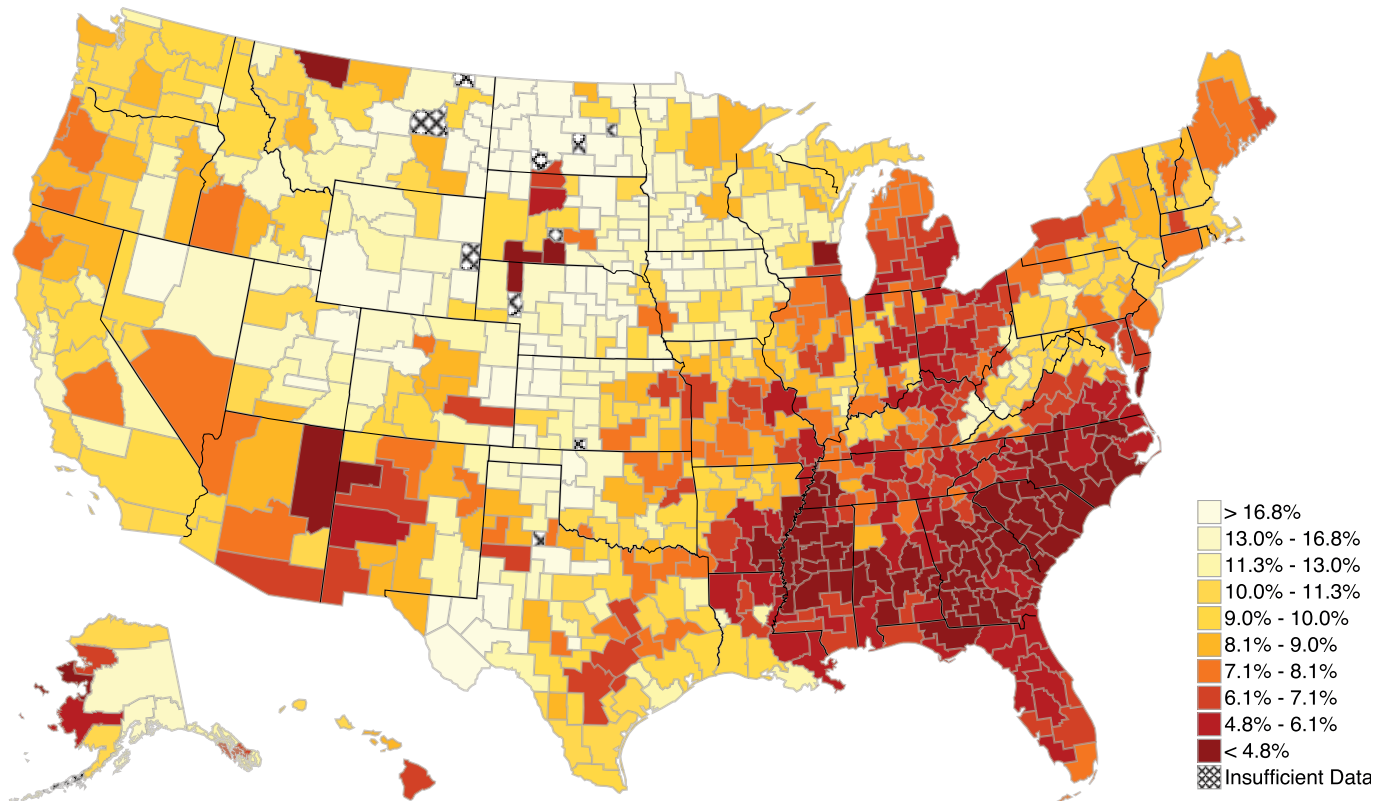 > 16.8%
13.0% - 16.8%
11.3% - 13.0%
10.0% - 11.3%
9.0% - 10.0%
8.1% - 9.0%
7.1% - 8.1%
6.1% - 7.1%
4.8% - 6.1%
< 4.8%
Insufficient Data